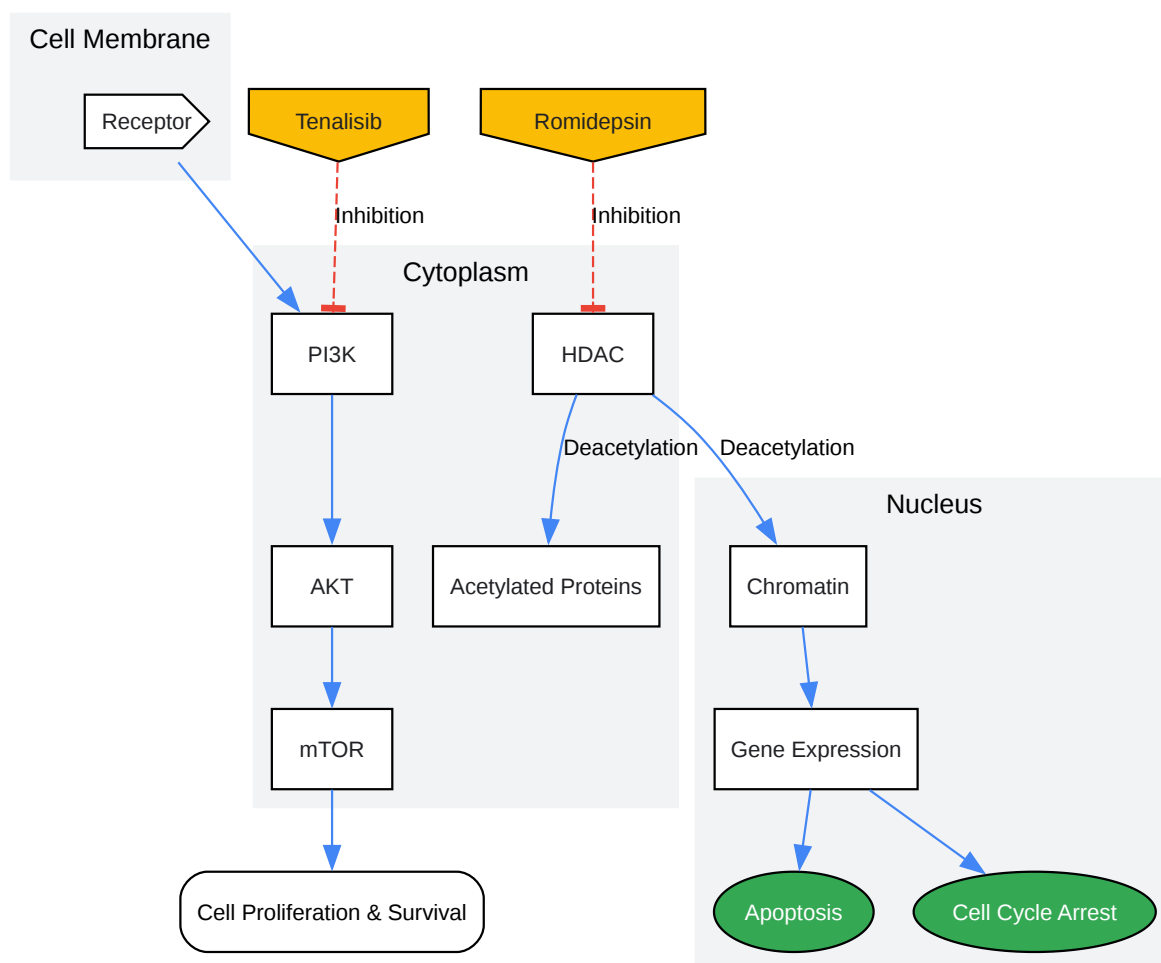 Cell Membrane
Receptor
Tenalisib
Romidepsin
Inhibition
Inhibition
Cytoplasm
PI3K
HDAC
Deacetylation
Deacetylation
Nucleus
AKT
Acetylated Proteins
Chromatin
mTOR
Gene Expression
Cell Proliferation & Survival
Apoptosis
Cell Cycle Arrest